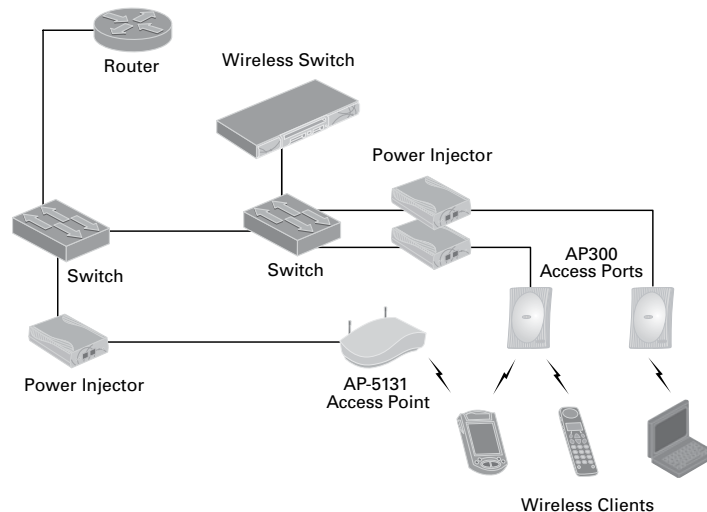 Router
Wireless Switch
Power Injector
Switch
Switch
AP300
Access Ports
Power Injector
AP-5131
Access Point
Wireless Clients